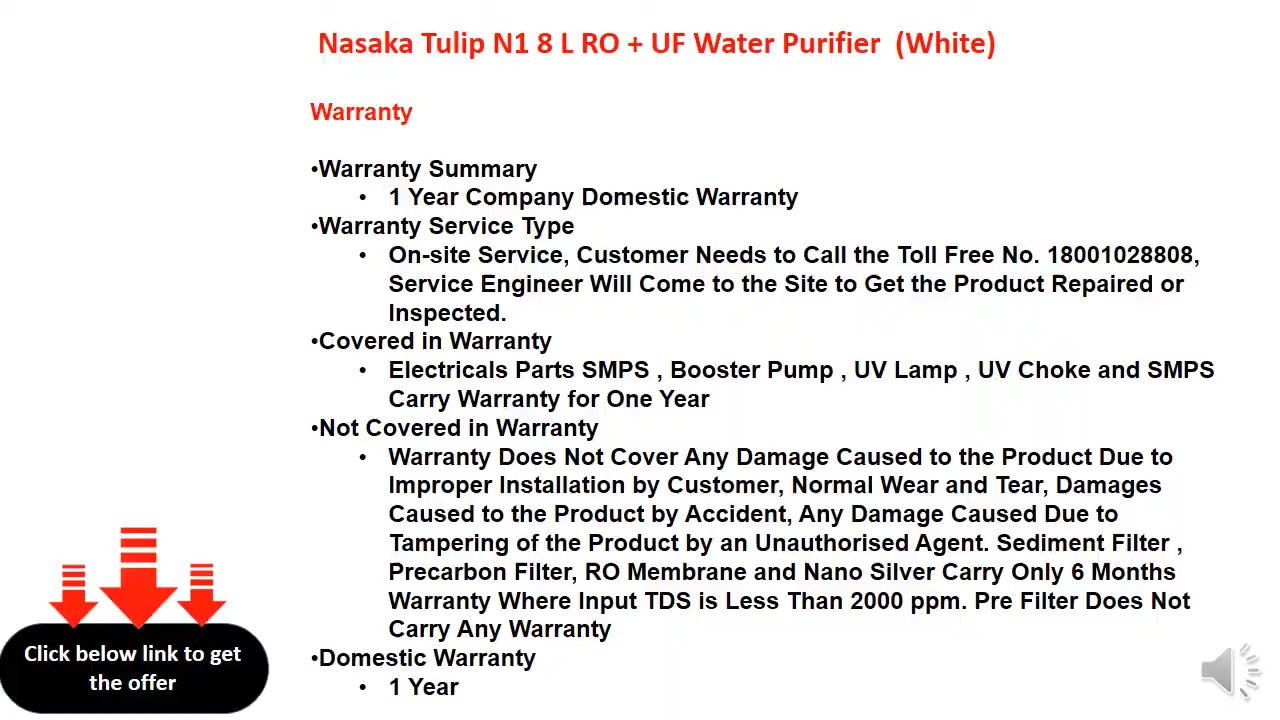 Nasaka Tulip N1 8 L RO + UF Water Purifier (White)
Warranty
•Warranty Summary
• 1 Year Company Domestic Warranty
•Warranty Service Type
• On-site Service, Customer Needs to Call the Toll Free No. 18001028808,
Service Engineer Will Come to the Site to Get the Product Repaired or
Inspected.
•Covered in Warranty
• Electricals Parts SMPS , Booster Pump , UV Lamp , UV Choke and SMPS
Carry Warranty for One Year
•Not Covered in Warranty
• Warranty Does Not Cover Any Damage Caused to the Product Due to
Improper Installation by Customer, Normal Wear and Tear, Damages
Caused to the Product by Accident, Any Damage Caused Due to
Tampering of the Product by an Unauthorised Agent. Sediment Filter ,
Precarbon Filter, RO Membrane and Nano Silver Carry Only 6 Months
Warranty Where Input TDS is Less Than 2000 ppm. Pre Filter Does Not
Carry Any Warranty
•Domestic Warranty
• 1 Year
Click below link to get
the offer